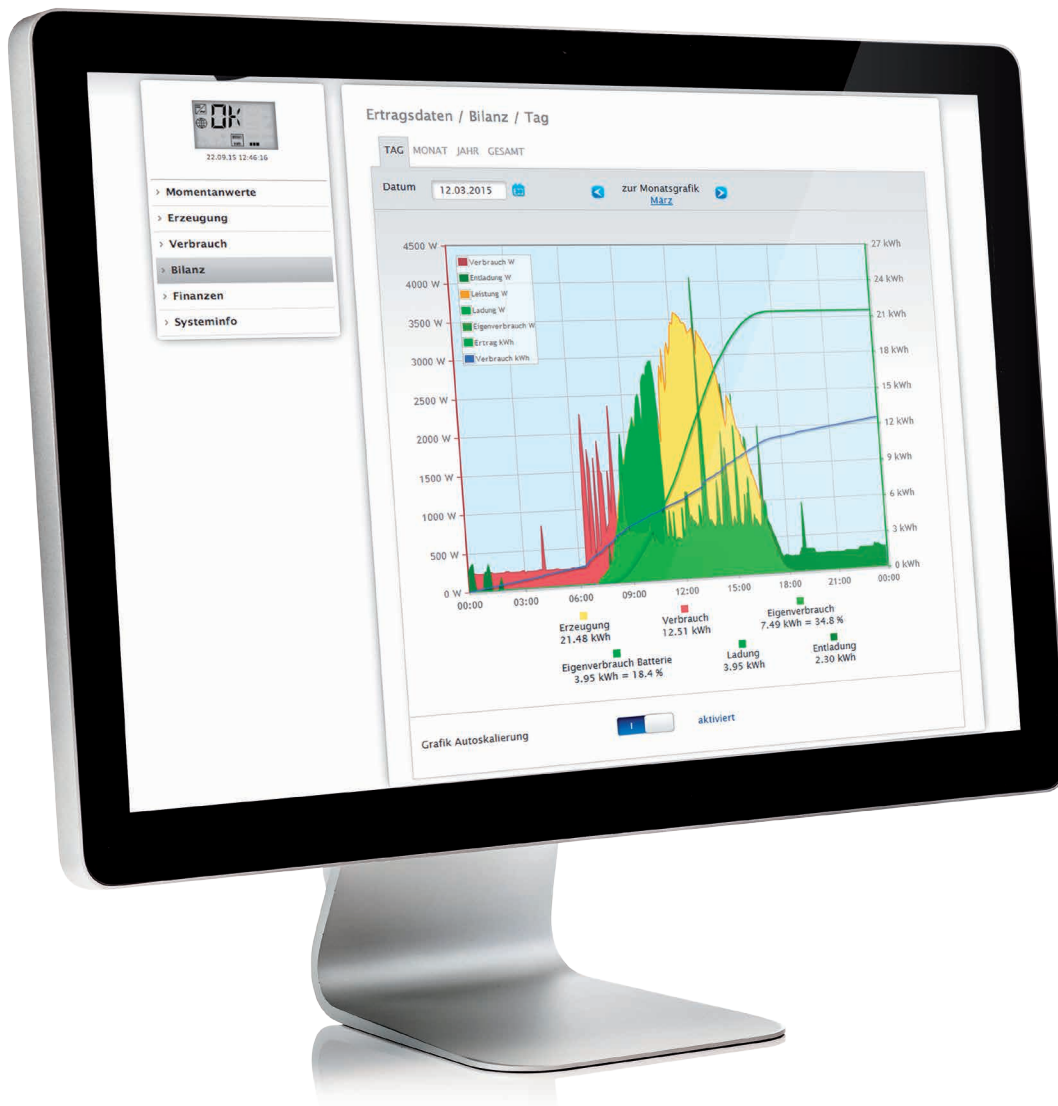 OK
22.09.15 12:46:16
› Momentanwerte
› Erzeugung
› Verbrauch
› Bilanz
› Finanzen
› Systeminfo
Ertragsdaten / Bilanz / Tag
TAG MONAT JAHR GESAMT
Datum 12.03.2015 zur Monatsgrafik
März
4500 W
4000 W
3500 W
3000 W
2500 W
2000 W
1500 W
1000 W
500 W
0 W
Verbrauch W
Entladung W
Leistung W
Ladung W
Eigenverbrauch W
Ertrag kWh
Verbrauch kWh
27 kWh
24 kWh
21 kWh
18 kWh
15 kWh
12 kWh
9 kWh
6 kWh
3 kWh
0 kWh
00:00 03:00 06:00 09:00 12:00 15:00 18:00 21:00 00:00
Erzeugung
21.48 kWh
Verbrauch
12.51 kWh
Eigenverbrauch
7.49 kWh = 34.8 %
Eigenverbrauch Batterie
3.95 kWh = 18.4 %
Ladung
3.95 kWh
Entladung
2.30 kWh
Grafik Autoskalierung I aktiviert